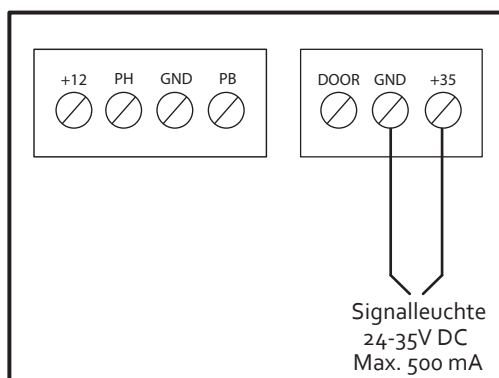 +12 PH GND PB DOOR GND +35
Signalleuchte
24-35V DC
Max. 500 mA